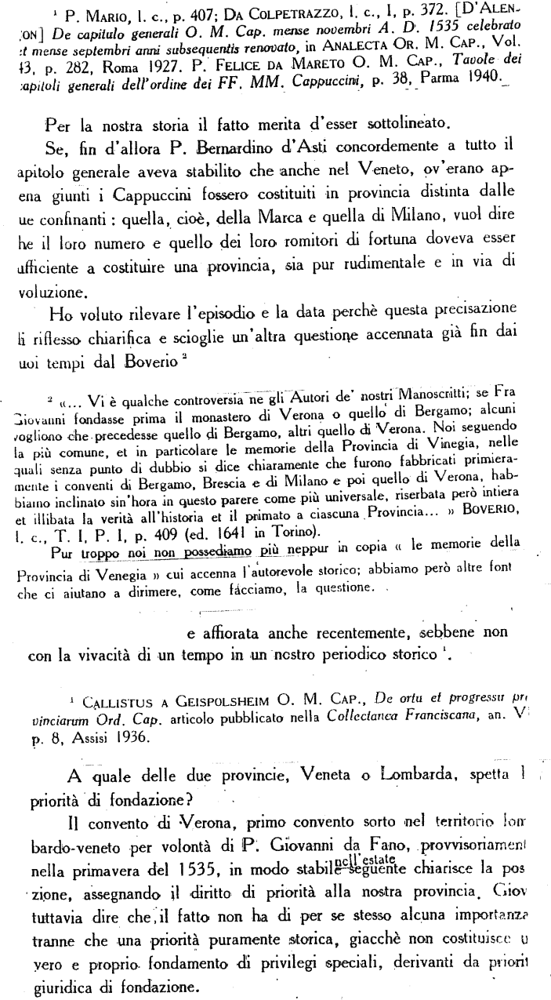 ¹ P. MARIO, l. c., p. 407; DA COLPETRAZZO, l. c., I, p. 372. [D'ALEN-
ON] De capitulo generali O. M. Cap. mense novembri A. D. 1535 celebrato
t mense septembri anni subsequentis renovato, in ANALECTA OR. M. CAP., Vol.
43, p. 282, Roma 1927. P. FELICE DA MARETO O. M. CAP., Tavole dei
apitoli generali dell'ordine dei FF. MM. Cappuccini, p. 38, Parma 1940.
Per la nostra storia il fatto merita d'esser sottolineato.
Se, fin d'allora P. Bernardino d'Asti concordemente a tutto il
apitolo generale aveva stabilito che anche nel Veneto, ov'erano ap-
ena giunti i Cappuccini fossero costituiti in provincia distinta dalle
ue confinanti : quella, cioè, della Marca e quella di Milano, vuol dire
he il loro numero e quello dei loro romitori di fortuna doveva esser
ufficiente a costituire una provincia, sia pur rudimentale e in via di
voluzione.
Ho voluto rilevare l'episodio e la data perchè questa precisazione
li riflesso chiarifica e scioglie un'altra questione accennata già fin dai
uoi tempi dal Boverio ²
² «... Vi è qualche controversia ne gli Autori de' nostri Manoscritti; se Fra
Giovanni fondasse prima il monastero di Verona o quello di Bergamo; alcuni
vogliono che precedesse quello di Bergamo, altri quello di Verona. Noi seguendo
la più comune, et in particolare le memorie della Provincia di Vinegia, nelle
quali senza punto di dubbio si dice chiaramente che furono fabbricati primiera-
mente i conventi di Bergamo, Brescia e di Milano e poi quello di Verona, hab-
biamo inclinato sin'hora in questo parere come più universale, riserbata però intiera
et illibata la verità all'historia et il primato a ciascuna Provincia... » BOVERIO,
l. c., T. I, P. I, p. 409 (ed. 1641 in Torino).
Pur troppo noi non possediamo più neppur in copia « le memorie della
Provincia di Venegia » cui accenna l'autorevole storico; abbiamo però altre font
che ci aiutano a dirimere, come facciamo, la questione.
e affiorata anche recentemente, sebbene non
con la vivacità di un tempo in un nostro periodico storico ¹.
¹ CALLISTUS A GEISPOLSHEIM O. M. CAP., De ortu et progressu pr
vinciarum Ord. Cap. articolo pubblicato nella Collectanea Franciscana, an. V
p. 8, Assisi 1936.
A quale delle due provincie, Veneta o Lombarda, spetta l
priorità di fondazione?
Il convento di Verona, primo convento sorto nel territorio lom
bardo-veneto per volontà di P. Giovanni da Fano, provvisoriament
nella primavera del 1535, in modo stabile nell'estate seguente chiarisce la pos
zione, assegnando il diritto di priorità alla nostra provincia. Giov
tuttavia dire che il fatto non ha di per se stesso alcuna importanza
tranne che una priorità puramente storica, giacchè non costituisce u
vero e proprio fondamento di privilegi speciali, derivanti da priorit
giuridica di fondazione.